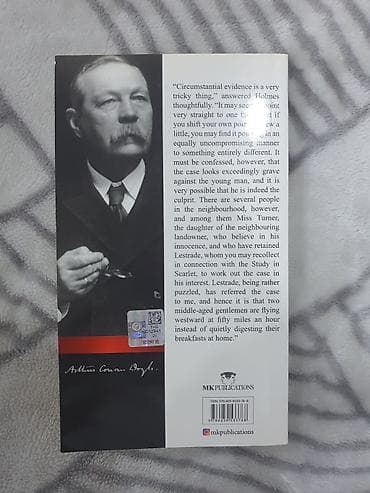 “Circumstantial evidence is a very
tricky thing,” answered Holmes
thoughtfully. “It may seem to point
very straight to one thing, but if
you shift your own point of view a
little, you may find it pointing in an
equally uncompromising manner
to something entirely different. It
must be confessed, however, that
the case looks exceedingly grave
against the young man, and it is
very possible that he is indeed the
culprit. There are several people
in the neighbourhood, however,
and among them Miss Turner,
the daughter of the neighbouring
landowner, who believe in his
innocence, and who have retained
Lestrade, whom you may recollect
in connection with the Study in
Scarlet, to work out the case in
his interest. Lestrade, being rather
puzzled, has referred the case
to me, and hence it is that two
middle-aged gentlemen are flying
westward at fifty miles an hour
instead of quietly digesting their
breakfasts at home.”
Arthur Conan Doyle.
MK PUBLICATIONS
mkpublications